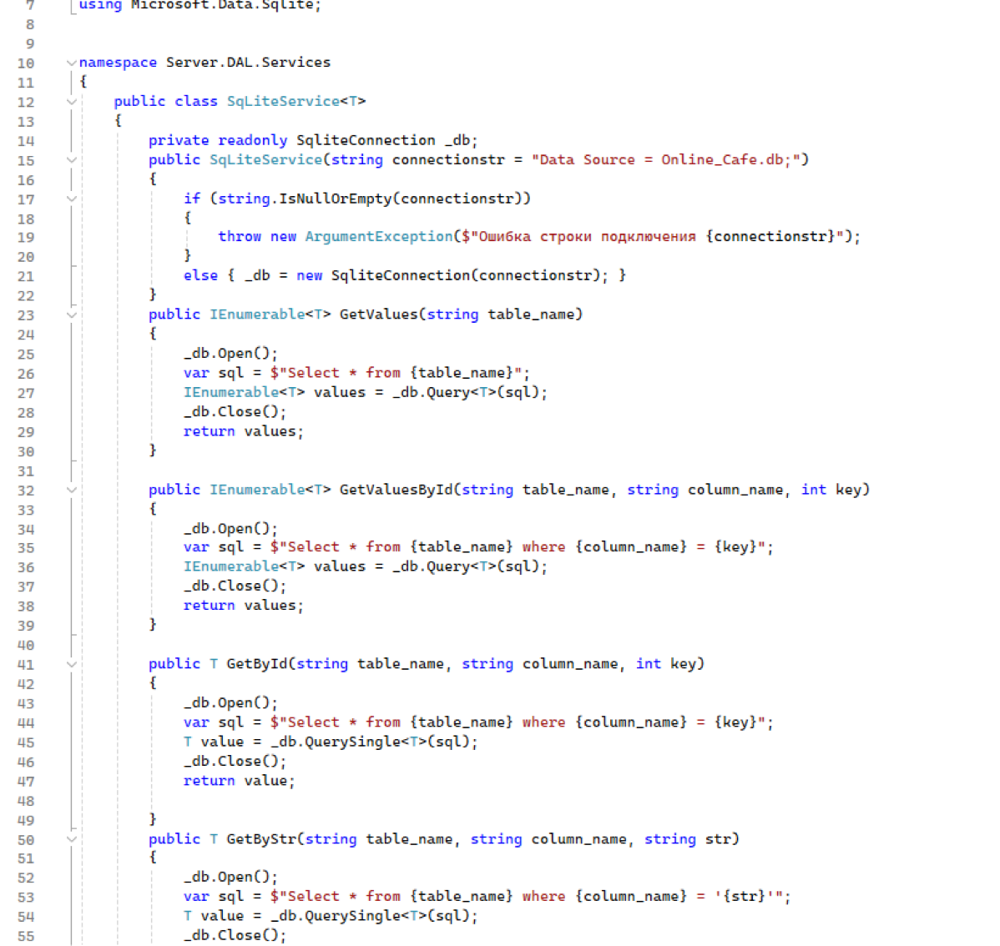 7 using Microsoft.Data.Sqlite;
8
9
10 namespace Server.DAL.Services
11 {
12 public class SqLiteService<T>
13 {
14 private readonly SqliteConnection _db;
15 public SqLiteService(string connectionstr = "Data Source = Online_Cafe.db;")
16 {
17 if (string.IsNullOrEmpty(connectionstr))
18 {
19 throw new ArgumentException($"Ошибка строки подключения {connectionstr}");
20 }
21 else { _db = new SqliteConnection(connectionstr); }
22 }
23 public IEnumerable<T> GetValues(string table_name)
24 {
25 _db.Open();
26 var sql = $"Select * from {table_name}";
27 IEnumerable<T> values = _db.Query<T>(sql);
28 _db.Close();
29 return values;
30 }
31
32 public IEnumerable<T> GetValuesById(string table_name, string column_name, int key)
33 {
34 _db.Open();
35 var sql = $"Select * from {table_name} where {column_name} = {key}";
36 IEnumerable<T> values = _db.Query<T>(sql);
37 _db.Close();
38 return values;
39 }
40
41 public T GetById(string table_name, string column_name, int key)
42 {
43 _db.Open();
44 var sql = $"Select * from {table_name} where {column_name} = {key}";
45 T value = _db.QuerySingle<T>(sql);
46 _db.Close();
47 return value;
48
49 }
50 public T GetByStr(string table_name, string column_name, string str)
51 {
52 _db.Open();
53 var sql = $"Select * from {table_name} where {column_name} = '{str}'";
54 T value = _db.QuerySingle<T>(sql);
55 _db.Close();